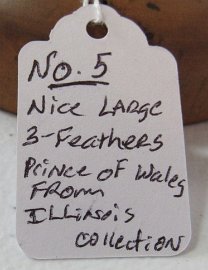 No. 5
Nice LARGE
3-Feathers
Prince of Wales
FROM
ILLinois
collection